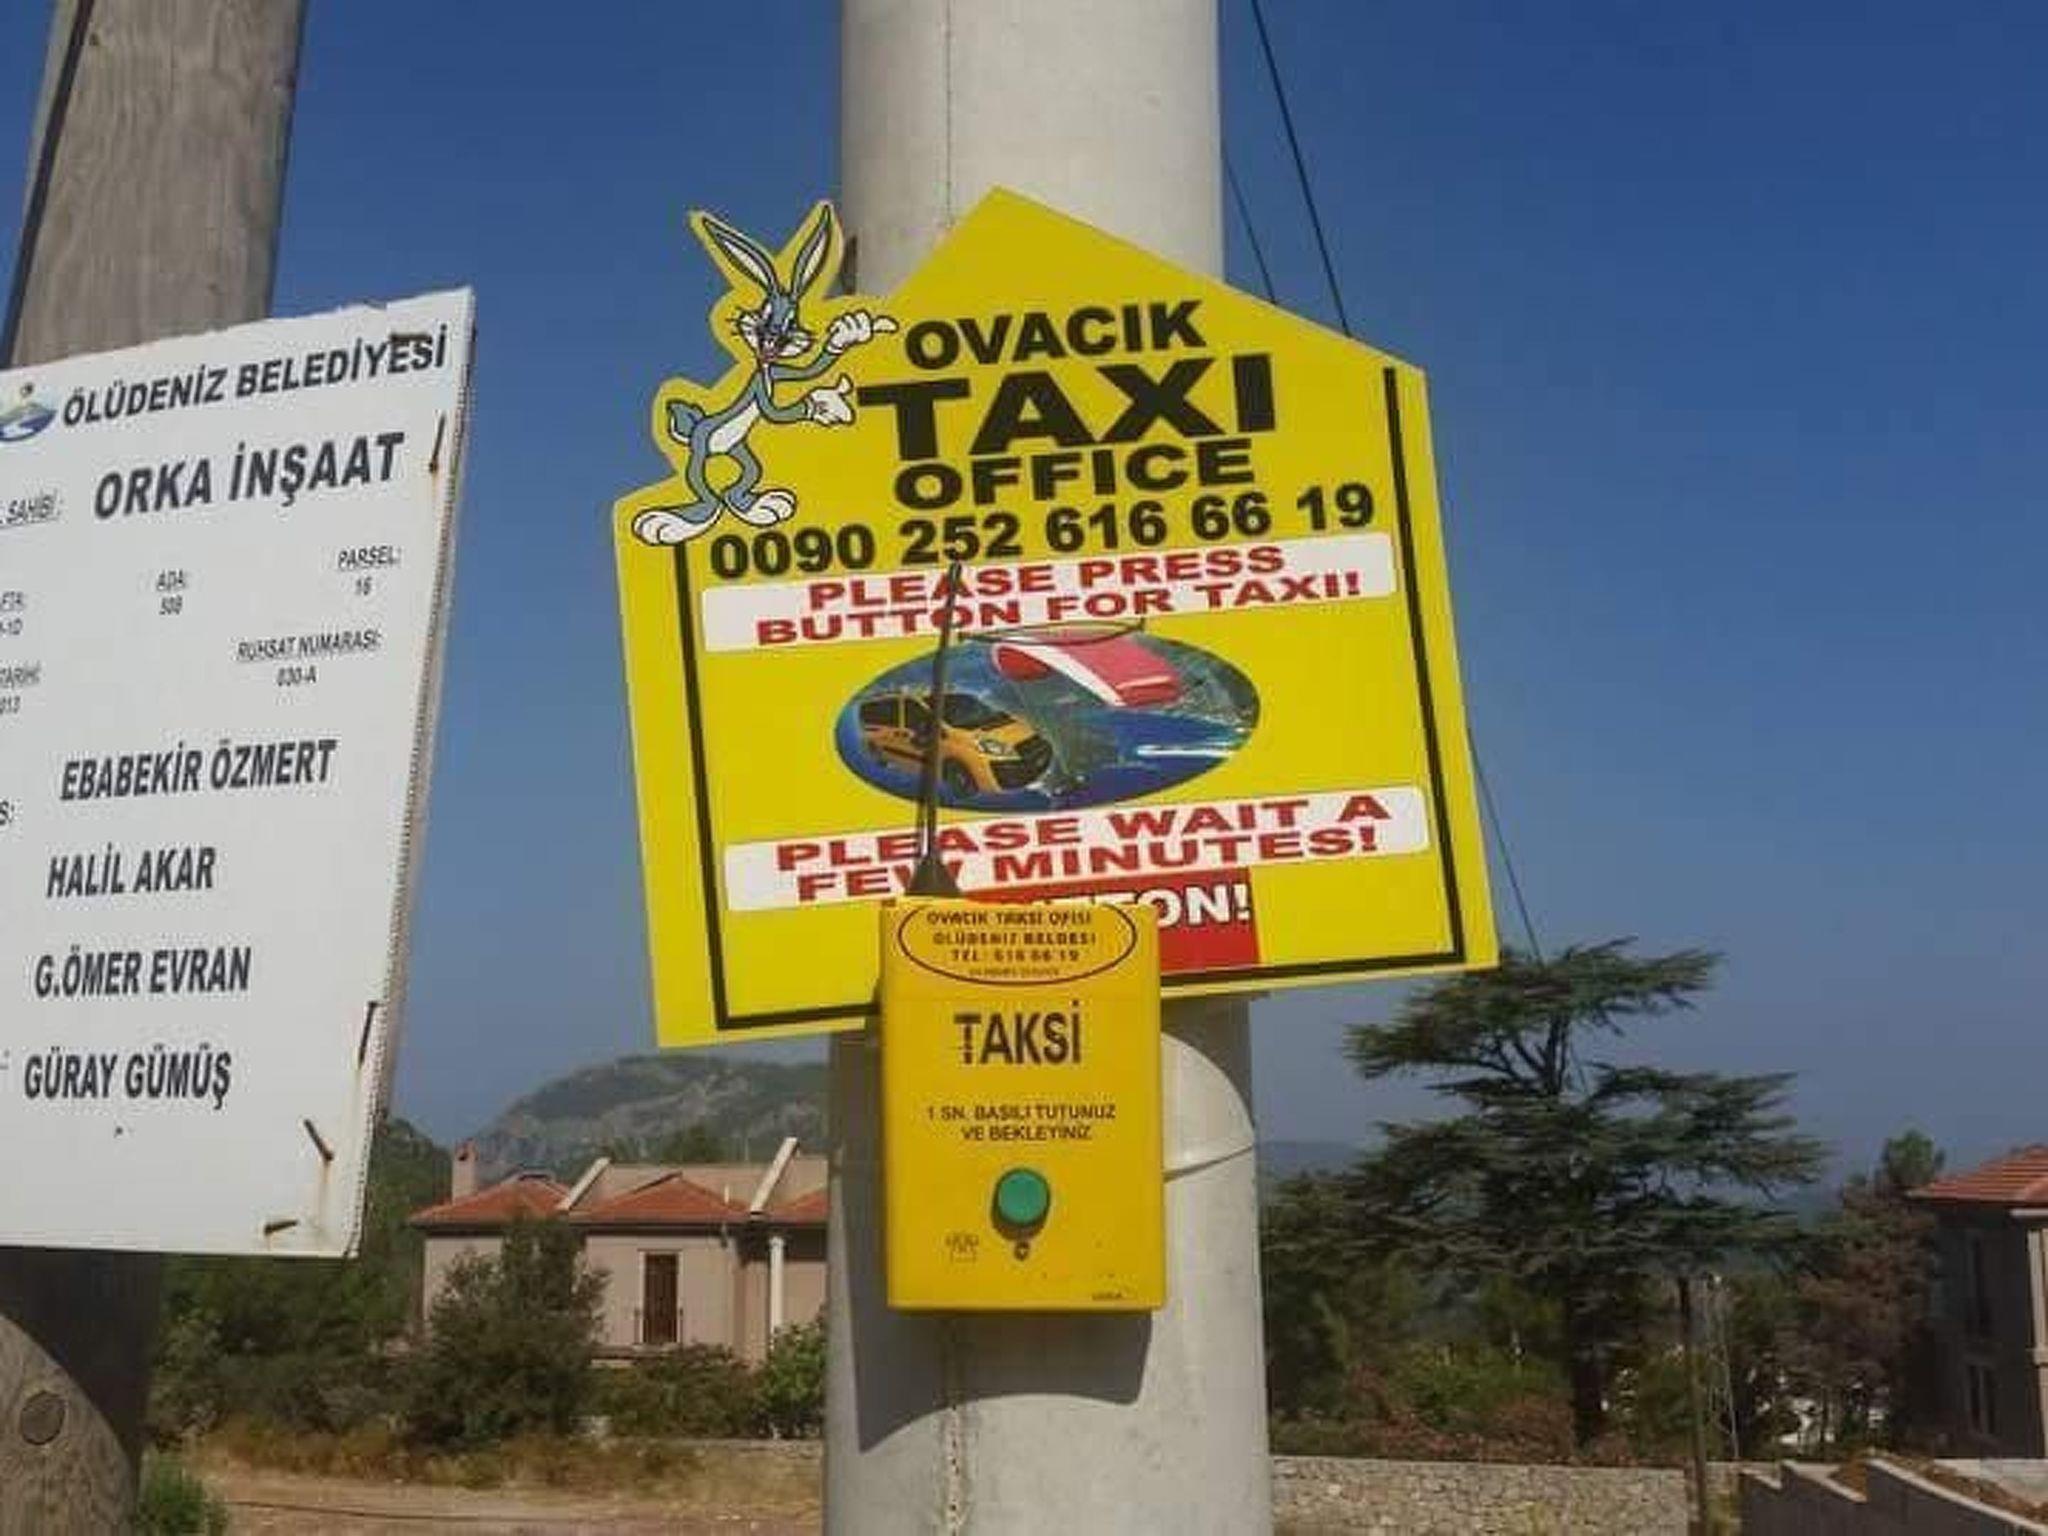 ÖLÜDENİZ BELEDİYESİ
SAHİBİ:
ORKA İNŞAAT
ADA:
PARSEL:
509
16
RUHSAT NUMARASI:
030-A
EBABEKİR ÖZMERT
HALİL AKAR
G.ÖMER EVRAN
GÜRAY GÜMÜŞ
OVACIK
TAXI
OFFICE
0090 252 616 66 19
PLEASE PRESS
BUTTON FOR TAXI!
PLEASE WAIT A
FEW MINUTES!
OVACIK TAKSİ OFİSİ
ÖLÜDENİZ BELDESİ
TEL: 616 66 19
TAKSİ
1 SN. BASILI TUTUNUZ
VE BEKLEYİNİZ